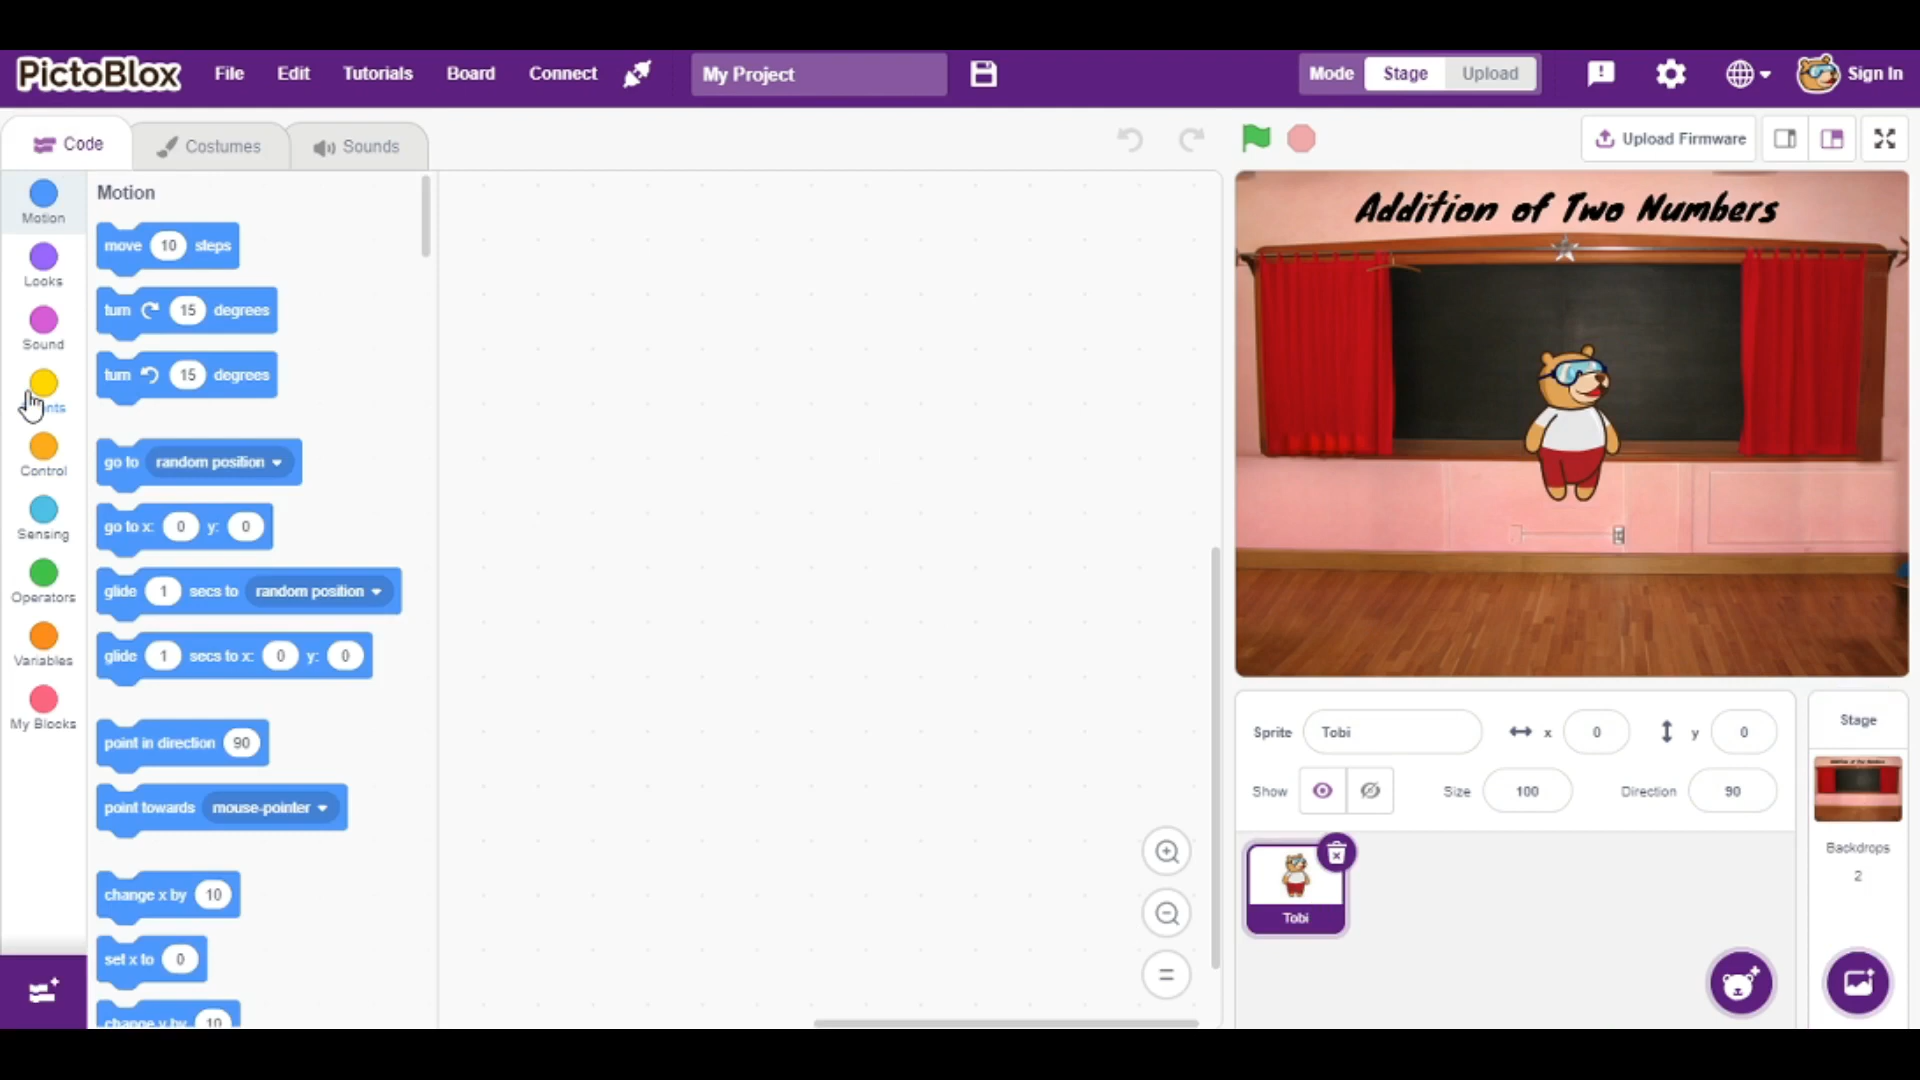 PictoBlox File Edit Tutorials Board Connect My Project Mode Stage Upload Sign In
Code Costumes Sounds Upload Firmware
Motion
Looks
Sound
Control
Sensing
Operators
Variables
My Blocks
Motion
move 10 steps
turn 15 degrees
turn 15 degrees
go to random position
go to x: 0 y: 0
glide 1 secs to random position
glide 1 secs to x: 0 y: 0
point in direction 90
point towards mouse-pointer
change x by 10
set x to 0
change y by 10
Addition of Two Numbers
Sprite Tobi x 0 y 0
Show Size 100 Direction 90
Tobi
Stage
Backdrops
2